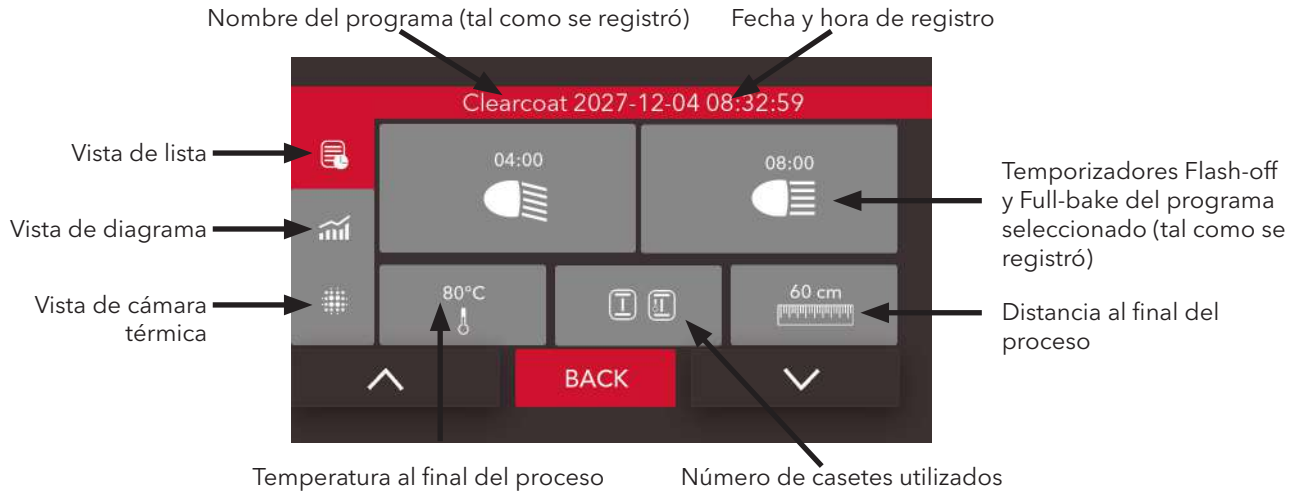 Nombre del programa (tal como se registró)
Fecha y hora de registro
Clearcoat 2027-12-04 08:32:59
Vista de lista
04:00
08:00
Temporizadores Flash-off
y Full-bake del programa
seleccionado (tal como se
registró)
Vista de diagrama
Vista de cámara
térmica
80°C
60 cm
Distancia al final del
proceso
BACK
Temperatura al final del proceso
Número de casetes utilizados